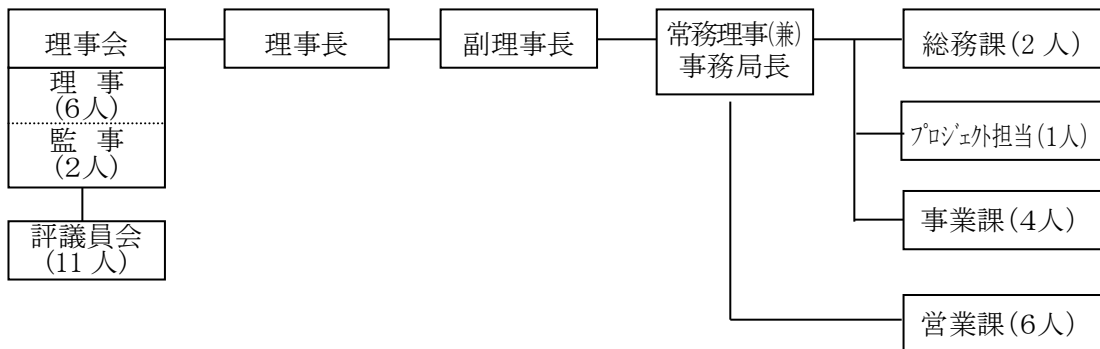 理事会
理　事
(6人)
監　事
(2人)
評議員会
(11 人)
理事長
副理事長
常務理事(兼)
事務局長
総務課(2 人)
ﾌﾟﾛｼﾞｪｸﾄ担当(1人)
事業課(4人)
営業課(6人)